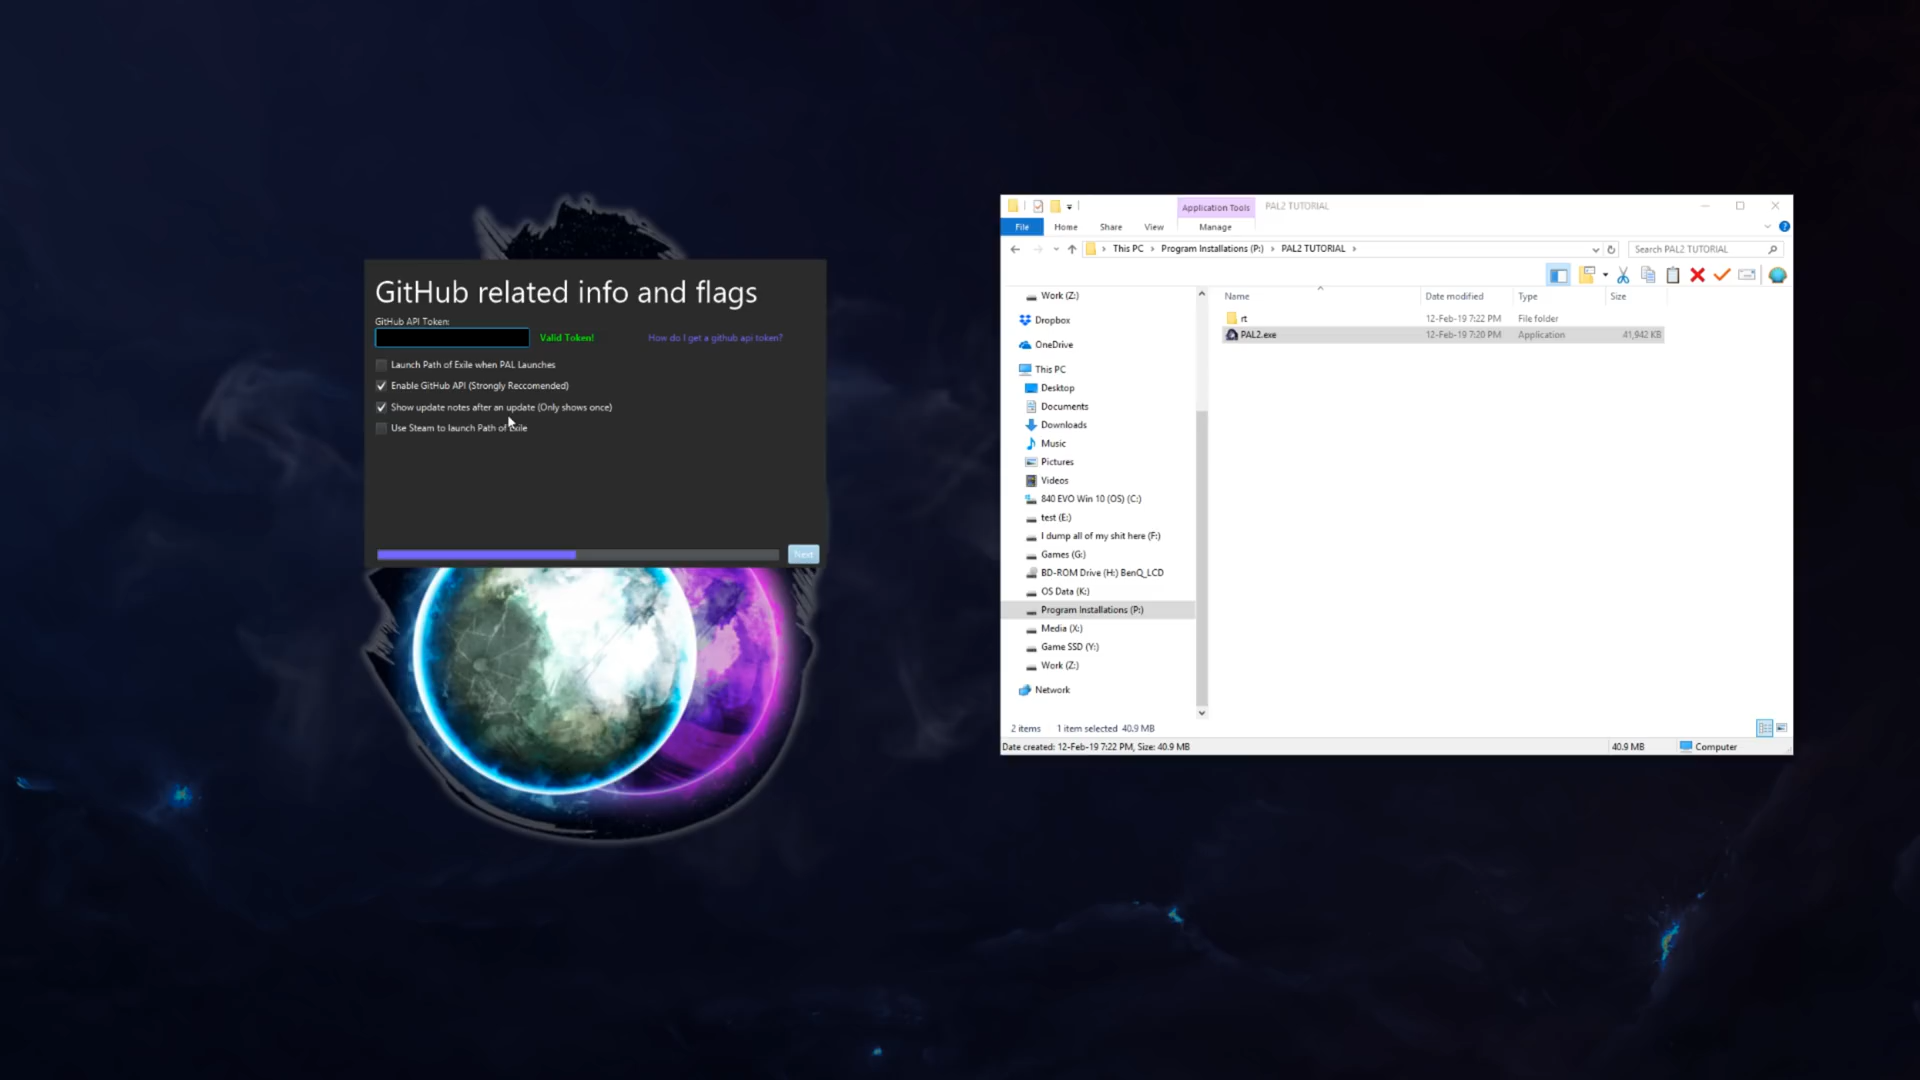 GitHub related info and flags
GitHub API Token:
Valid Token!
How do I get a github api token?
Launch Path of Exile when PAL Launches
Enable GitHub API (Strongly Reccomended)
Show update notes after an update (Only shows once)
Use Steam to launch Path of Exile
Next
Application Tools
PAL2 TUTORIAL
File
Home
Share
View
Manage
This PC
Program Installations (P:)
PAL2 TUTORIAL
Search PAL2 TUTORIAL
Work (Z:)
Dropbox
OneDrive
This PC
Desktop
Documents
Downloads
Music
Pictures
Videos
840 EVO Win 10 (OS) (C:)
test (E:)
I dump all of my shit here (F:)
Games (G:)
BD-ROM Drive (H:) BenQ_LCD
OS Data (K:)
Program Installations (P:)
Media (X:)
Game SSD (Y:)
Work (Z:)
Network
Name Date modified Type Size
rt 12-Feb-19 7:22 PM File folder
PAL2.exe 12-Feb-19 7:20 PM Application 41,942 KB
2 items 1 item selected 40.9 MB
Date created: 12-Feb-19 7:22 PM, Size: 40.9 MB
40.9 MB
Computer